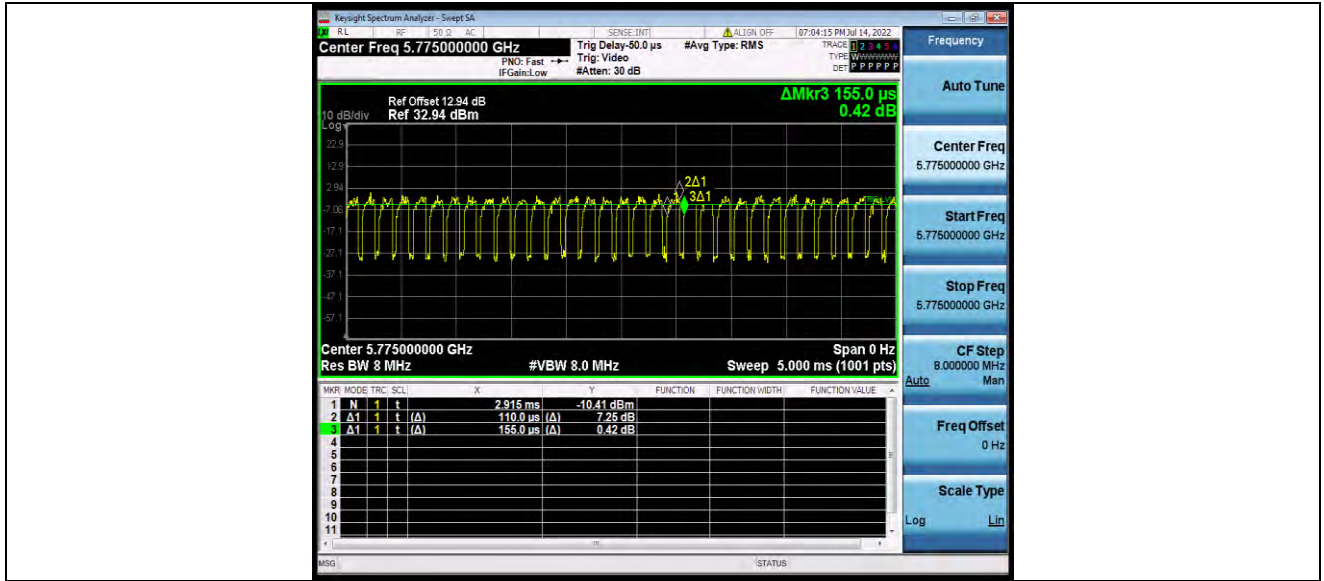 Keysight Spectrum Analyzer - Swept SA
RL RF 50 Ω AC SENSE:INT ALIGN OFF 07:04:15 PM Jul 14, 2022
Center Freq 5.775000000 GHz
PNO: Fast
IFGain:Low
Trig Delay-50.0 µs
Trig: Video
#Atten: 30 dB
#Avg Type: RMS
TRACE 1 2 3 4 5 6
TYPE WWWWWW
DET P P P P P P
ΔMkr3 155.0 µs
0.42 dB
10 dB/div
Log
Ref Offset 12.94 dB
Ref 32.94 dBm
22.9
12.9
2.94
-7.06
-17.1
-27.1
-37.1
-47.1
-57.1
2Δ1
3Δ1
Center 5.775000000 GHz Span 0 Hz
Res BW 8 MHz #VBW 8.0 MHz Sweep 5.000 ms (1001 pts)
MKR MODE TRC SCL X Y FUNCTION FUNCTION WIDTH FUNCTION VALUE
1 N 1 t 2.915 ms -10.41 dBm
2 Δ1 1 t (Δ) 110.0 µs (Δ) 7.25 dB
3 Δ1 1 t (Δ) 155.0 µs (Δ) 0.42 dB
4
5
6
7
8
9
10
11
MSG STATUS
Frequency
Auto Tune
Center Freq
5.775000000 GHz
Start Freq
5.775000000 GHz
Stop Freq
5.775000000 GHz
CF Step
8.000000 MHz
Auto Man
Freq Offset
0 Hz
Scale Type
Log Lin